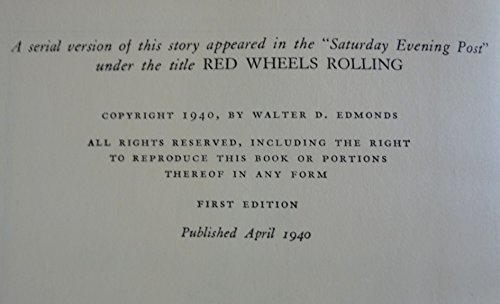 A serial version of this story appeared in the "Saturday Evening Post"
under the title RED WHEELS ROLLING
COPYRIGHT 1940, BY WALTER D. EDMONDS
ALL RIGHTS RESERVED, INCLUDING THE RIGHT
TO REPRODUCE THIS BOOK OR PORTIONS
THEREOF IN ANY FORM
FIRST EDITION
Published April 1940